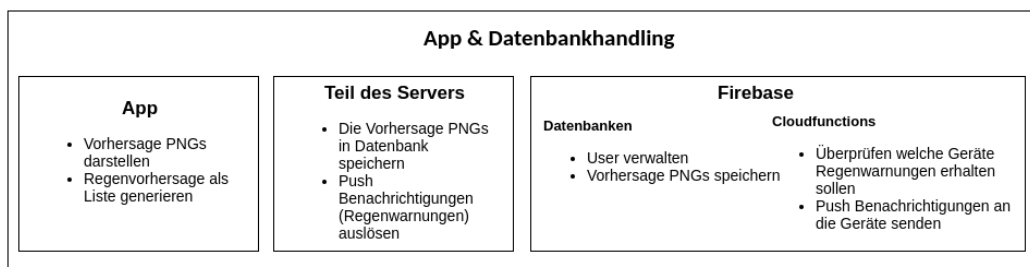 App & Datenbankhandling
App
• Vorhersage PNGs
darstellen
• Regenvorhersage als
Liste generieren
Teil des Servers
• Die Vorhersage PNGs
in Datenbank
speichern
• Push
Benachrichtigungen
(Regenwarnungen)
auslösen
Firebase
Datenbanken
• User verwalten
• Vorhersage PNGs speichern
Cloudfunctions
• Überprüfen welche Geräte
Regenwarnungen erhalten
sollen
• Push Benachrichtigungen an
die Geräte senden